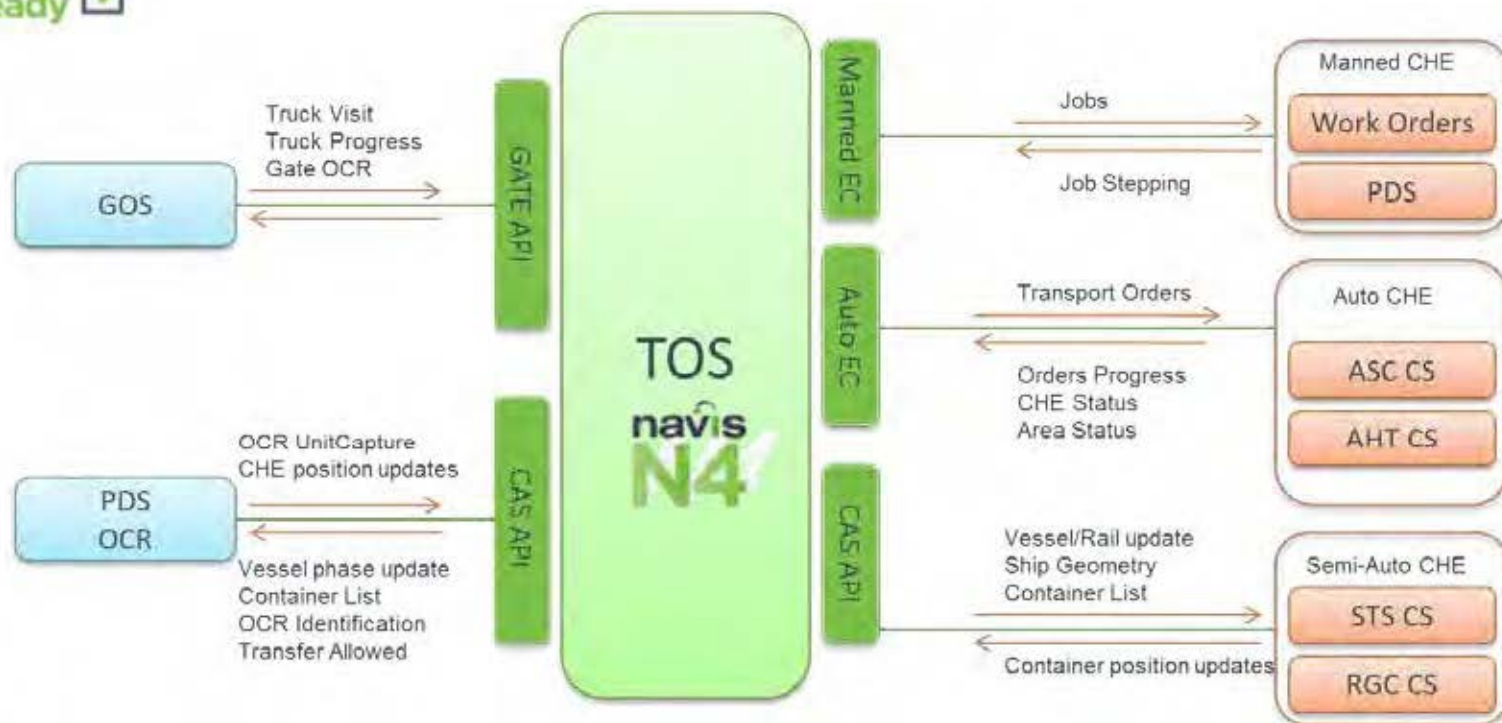 eady
GOS
Truck Visit
Truck Progress
Gate OCR
GATE API
PDS
OCR
OCR UnitCapture
CHE position updates
Vessel phase update
Container List
OCR Identification
Transfer Allowed
CAS API
TOS
navis
N4
Manned EC
Jobs
Job Stepping
Manned CHE
Work Orders
PDS
Auto EC
Transport Orders
Orders Progress
CHE Status
Area Status
Auto CHE
ASC CS
AHT CS
CAS API
Vessel/Rail update
Ship Geometry
Container List
Container position updates
Semi-Auto CHE
STS CS
RGC CS